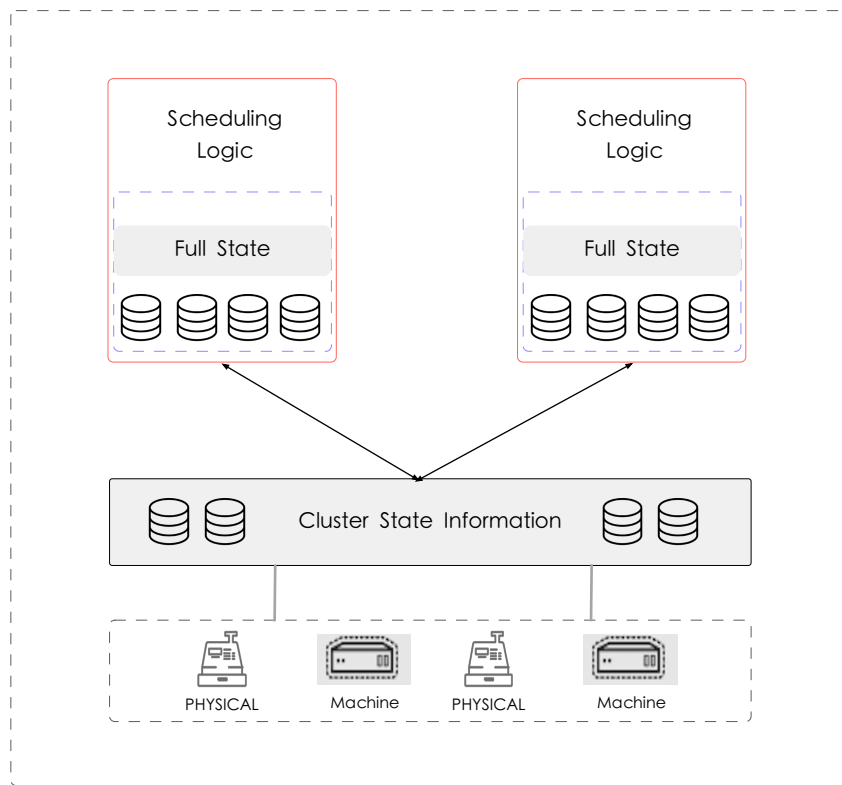 Scheduling
Logic
Full State
Scheduling
Logic
Full State
Cluster State Information
PHYSICAL
Machine
PHYSICAL
Machine